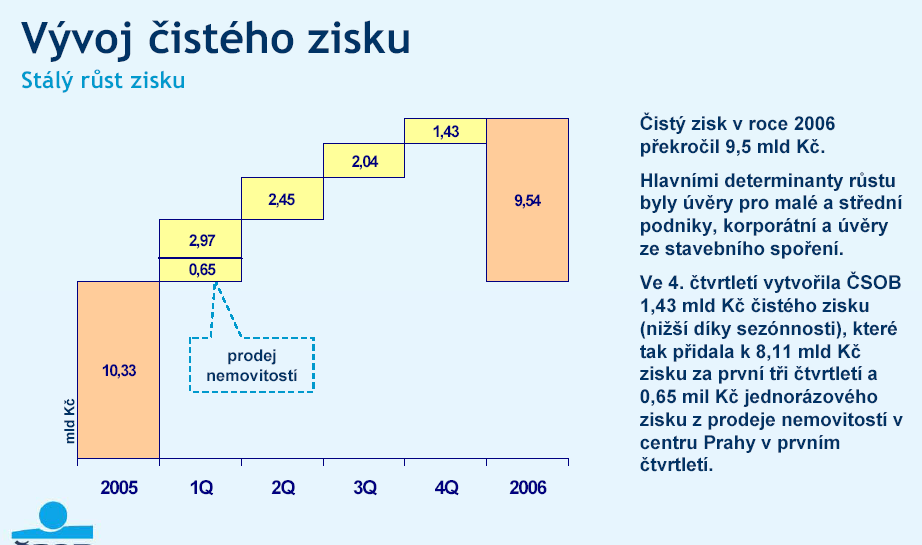 Vývoj čistého zisku
Stálý růst zisku
1,43
2,04
2,45
9,54
2,97
0,65
prodej
nemovitostí
10,33
mld Kč
2005
1Q
2Q
3Q
4Q
2006
Čistý zisk v roce 2006
překročil 9,5 mld Kč.
Hlavními determinanty růstu
byly úvěry pro malé a střední
podniky, korporátní a úvěry
ze stavebního spoření.
Ve 4. čtvrtletí vytvořila ČSOB
1,43 mld Kč čistého zisku
(nižší díky sezónnosti), které
tak přidala k 8,11 mld Kč
zisku za první tři čtvrtletí a
0,65 mil Kč jednorázového
zisku z prodeje nemovitostí v
centru Prahy v prvním
čtvrtletí.